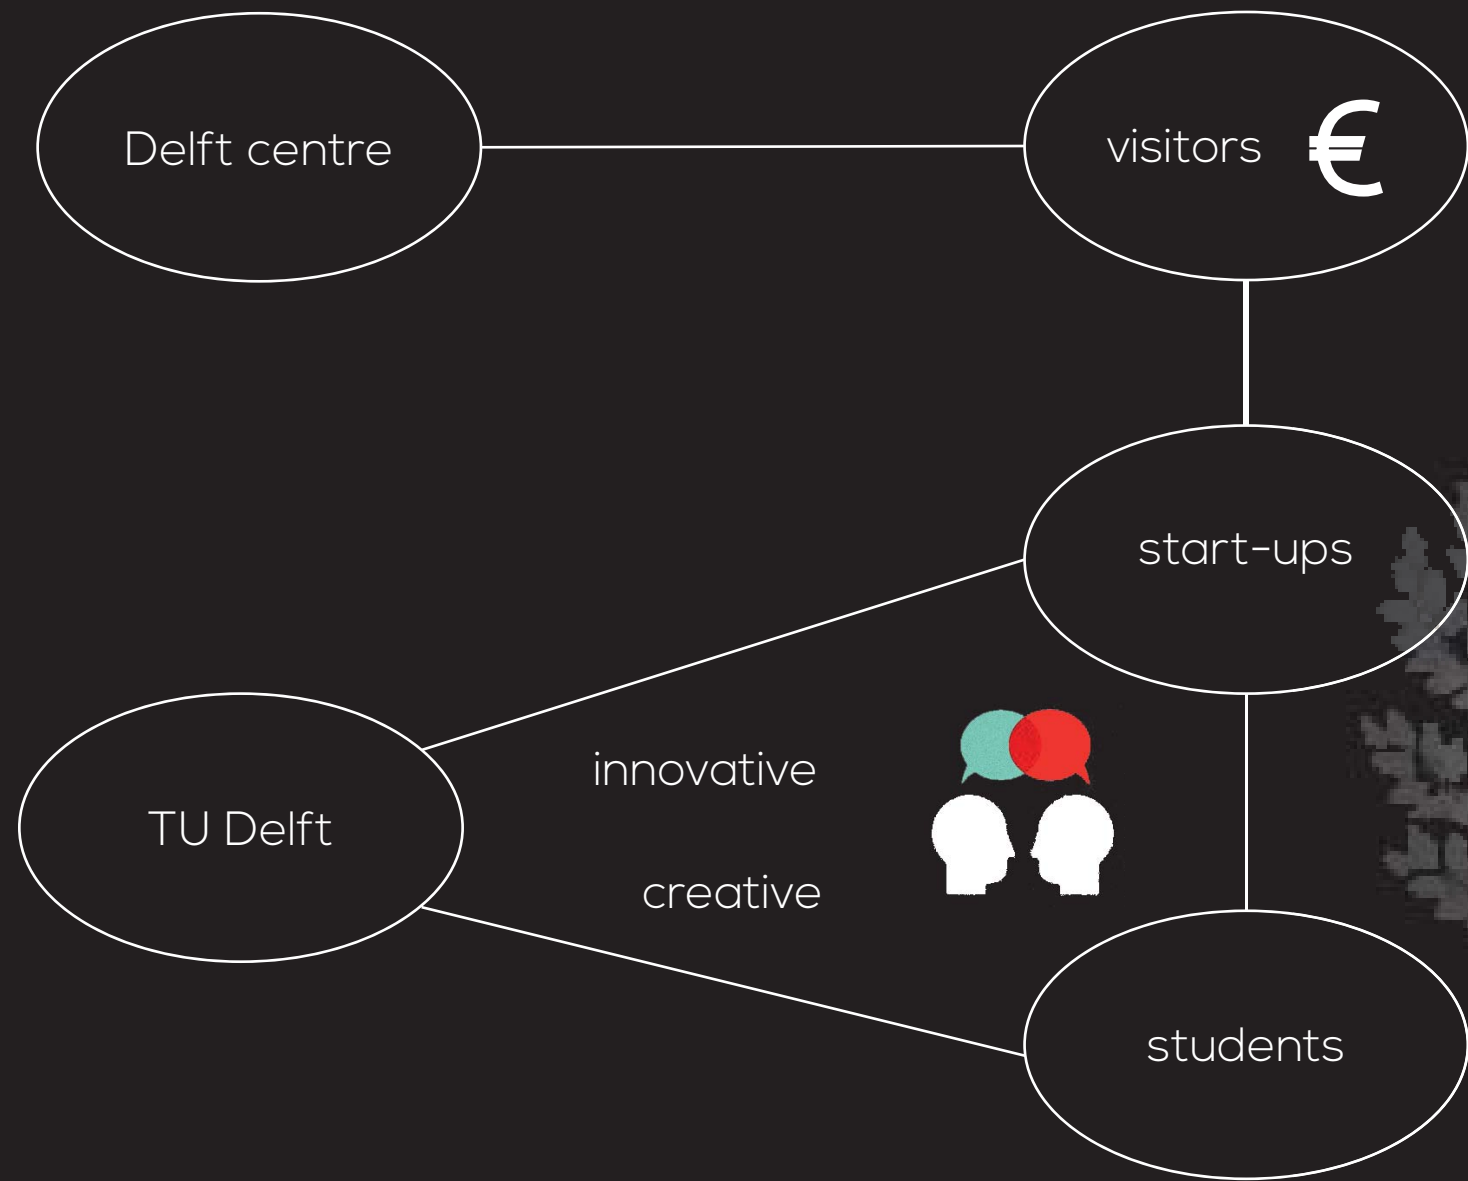 Delft centre
visitors €
start-ups
innovative
TU Delft
creative
students